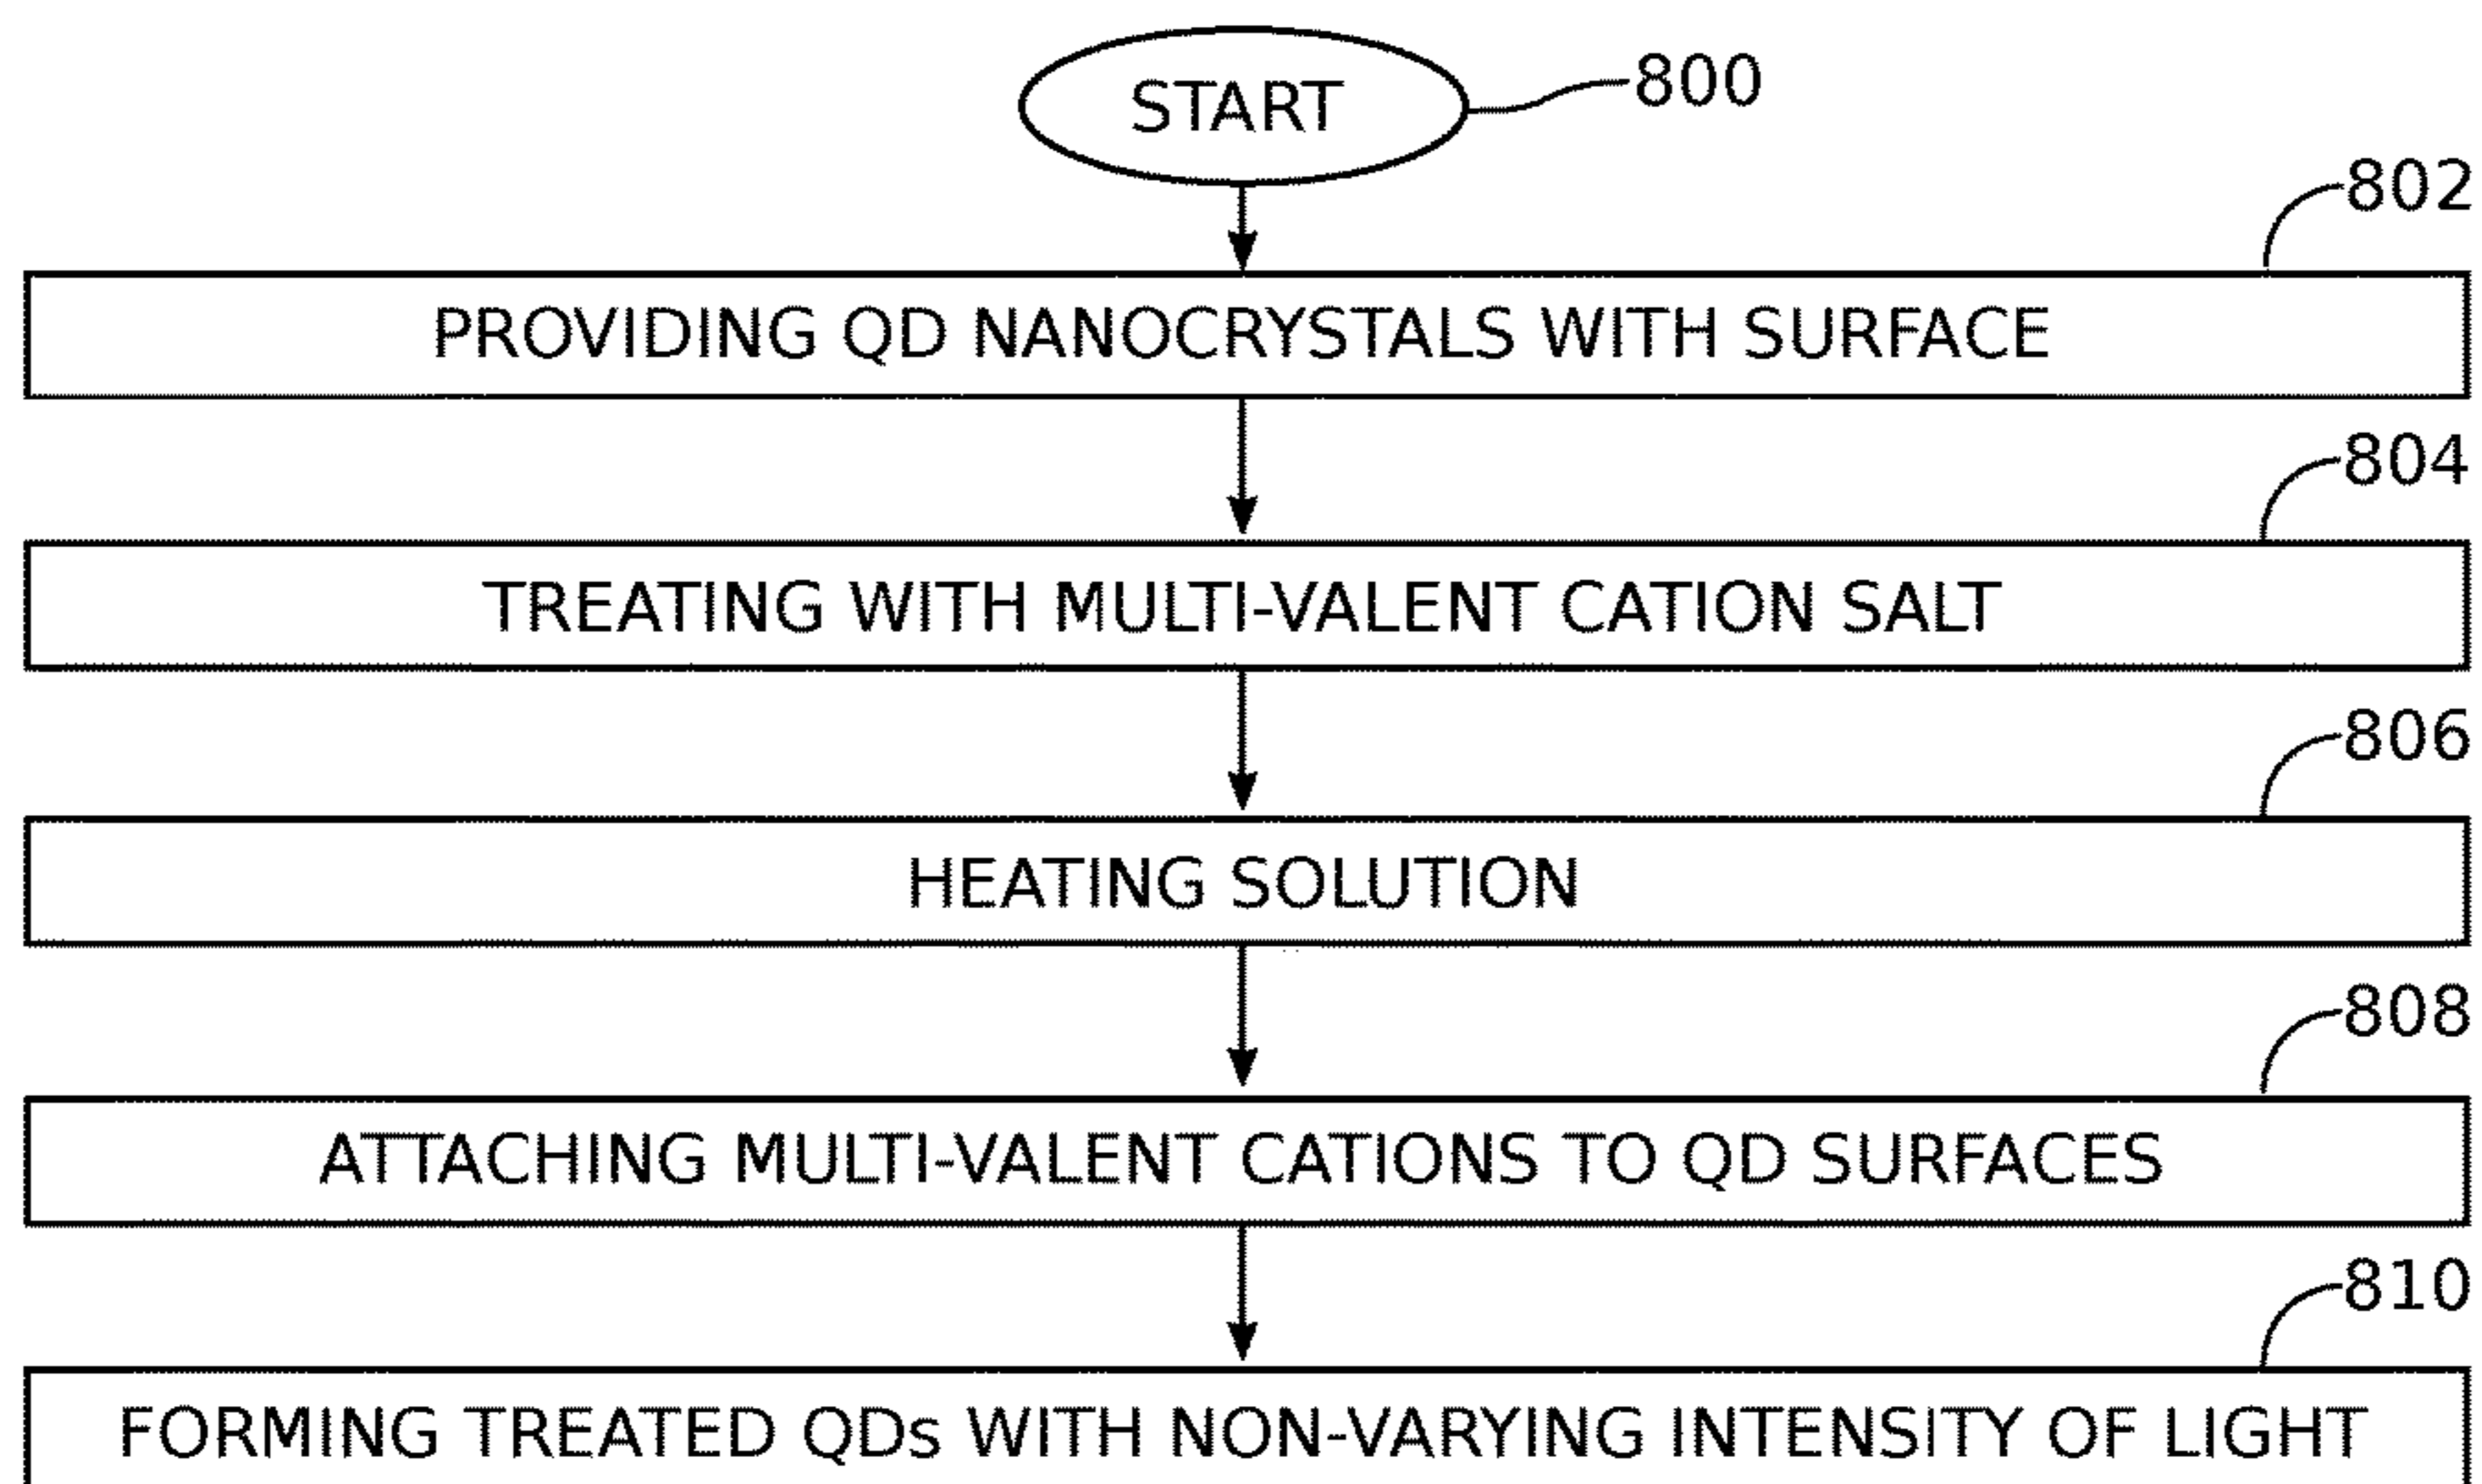 START
800
802
PROVIDING QD NANOCRYSTALS WITH SURFACE
804
TREATING WITH MULTI-VALENT CATION SALT
806
HEATING SOLUTION
808
ATTACHING MULTI-VALENT CATIONS TO QD SURFACES
810
FORMING TREATED QDs WITH NON-VARYING INTENSITY OF LIGHT